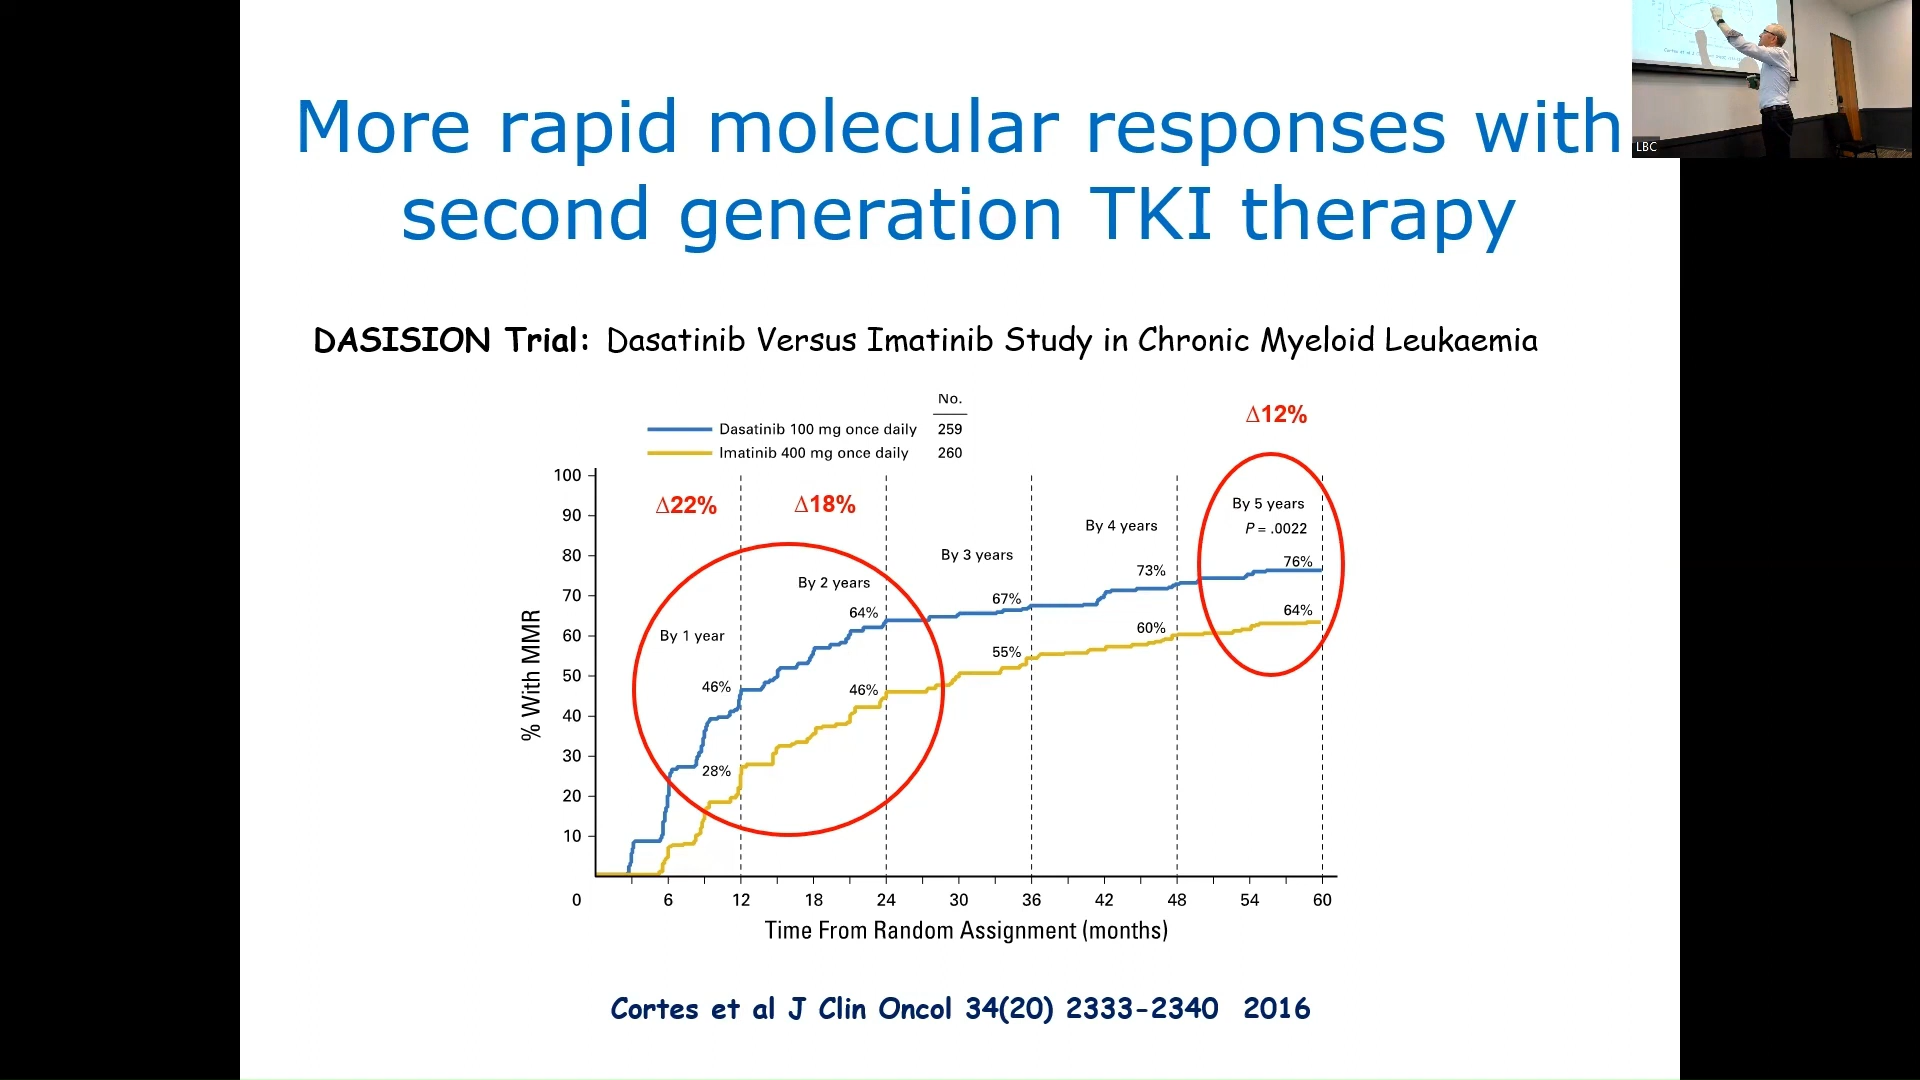 More rapid molecular responses with
second generation TKI therapy
LBC
DASISION Trial: Dasatinib Versus Imatinib Study in Chronic Myeloid Leukaemia
No.
Dasatinib 100 mg once daily 259
Imatinib 400 mg once daily 260
Δ22%
Δ18%
Δ12%
By 1 year
46%
28%
By 2 years
64%
46%
By 3 years
67%
55%
By 4 years
73%
60%
By 5 years
P = .0022
76%
64%
% With MMR
100
90
80
70
60
50
40
30
20
10
0 6 12 18 24 30 36 42 48 54 60
Time From Random Assignment (months)
Cortes et al J Clin Oncol 34(20) 2333-2340 2016